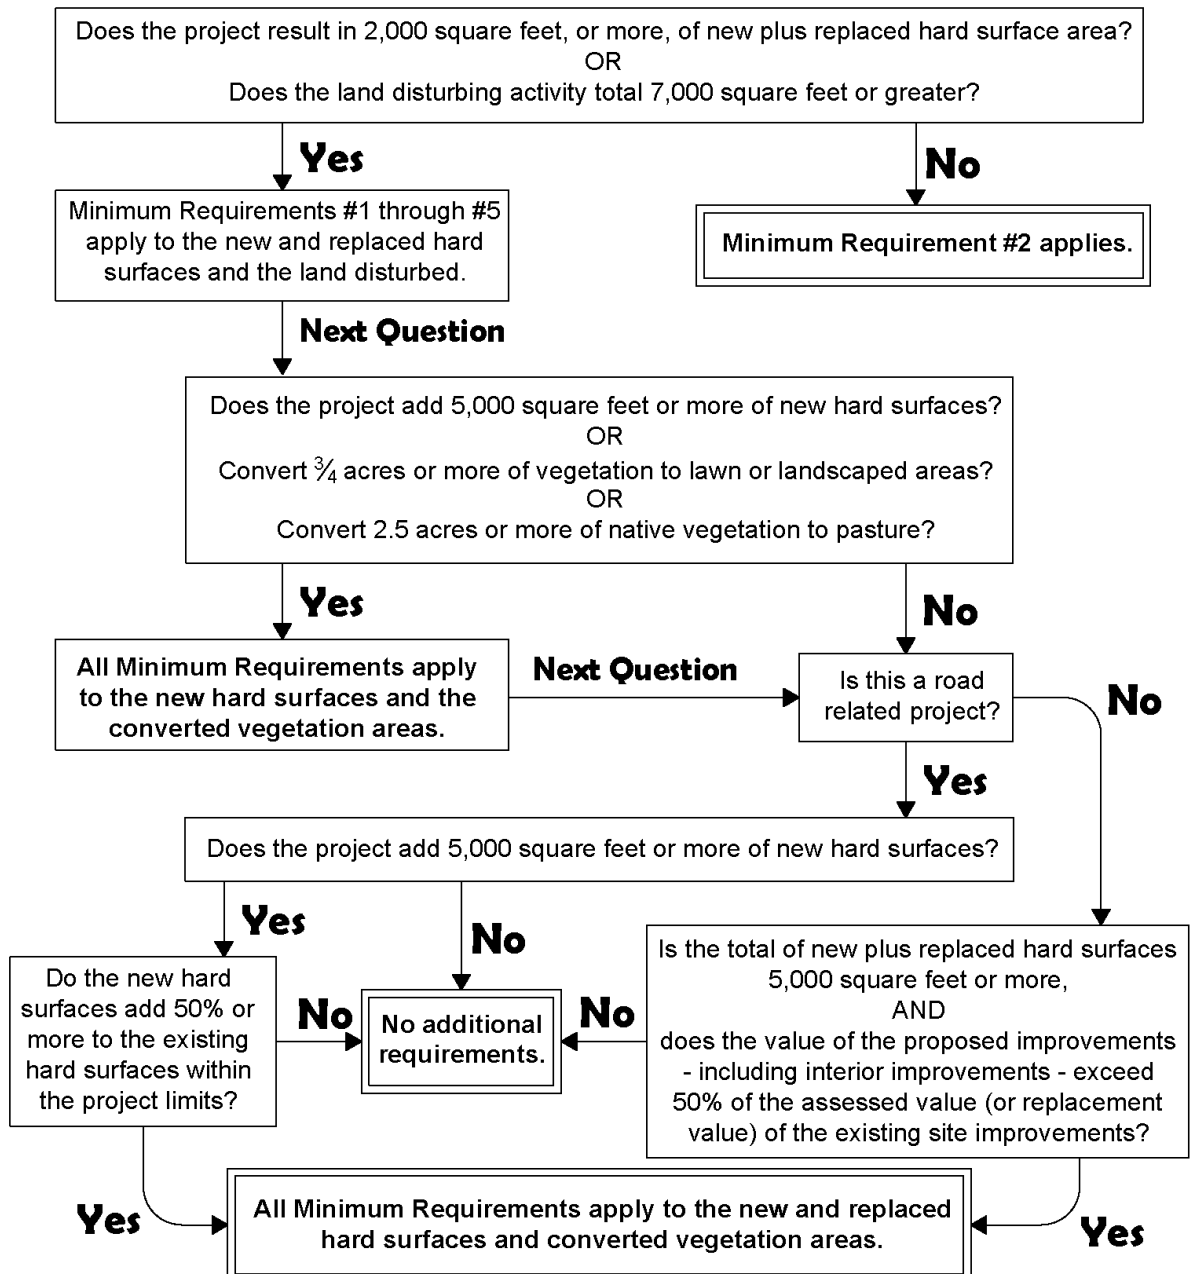 Does the project result in 2,000 square feet, or more, of new plus replaced hard surface area?
OR
Does the land disturbing activity total 7,000 square feet or greater?
Yes
No
Minimum Requirements #1 through #5
apply to the new and replaced hard
surfaces and the land disturbed.
Minimum Requirement #2 applies.
Next Question
Does the project add 5,000 square feet or more of new hard surfaces?
OR
Convert ¾ acres or more of vegetation to lawn or landscaped areas?
OR
Convert 2.5 acres or more of native vegetation to pasture?
Yes
No
All Minimum Requirements apply
to the new hard surfaces and the
converted vegetation areas.
Next Question
Is this a road
related project?
No
Yes
Does the project add 5,000 square feet or more of new hard surfaces?
Yes
No
Do the new hard
surfaces add 50% or
more to the existing
hard surfaces within
the project limits?
No
No additional
requirements.
No
Is the total of new plus replaced hard surfaces
5,000 square feet or more,
AND
does the value of the proposed improvements
- including interior improvements - exceed
50% of the assessed value (or replacement
value) of the existing site improvements?
Yes
All Minimum Requirements apply to the new and replaced
hard surfaces and converted vegetation areas.
Yes